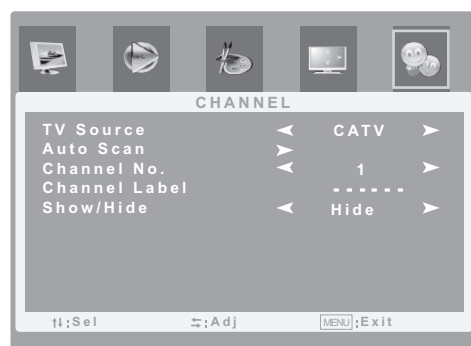 CHANNEL
TV Source CATV
Auto Scan
Channel No. 1
Channel Label ------
Show/Hide Hide
:Sel :Adj MENU :Exit